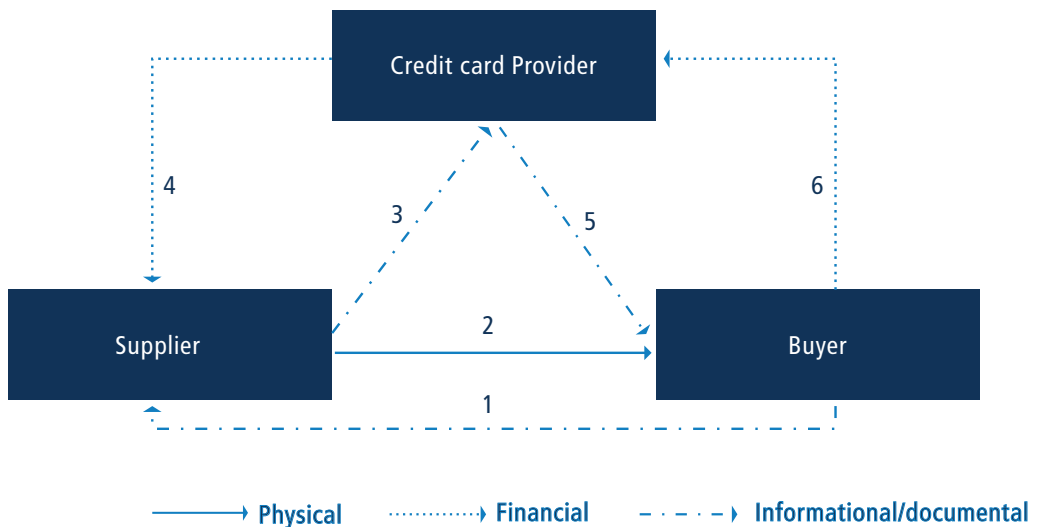 Credit card Provider
4
6
3
5
Supplier
2
Buyer
1
Physical
Financial
Informational/documental